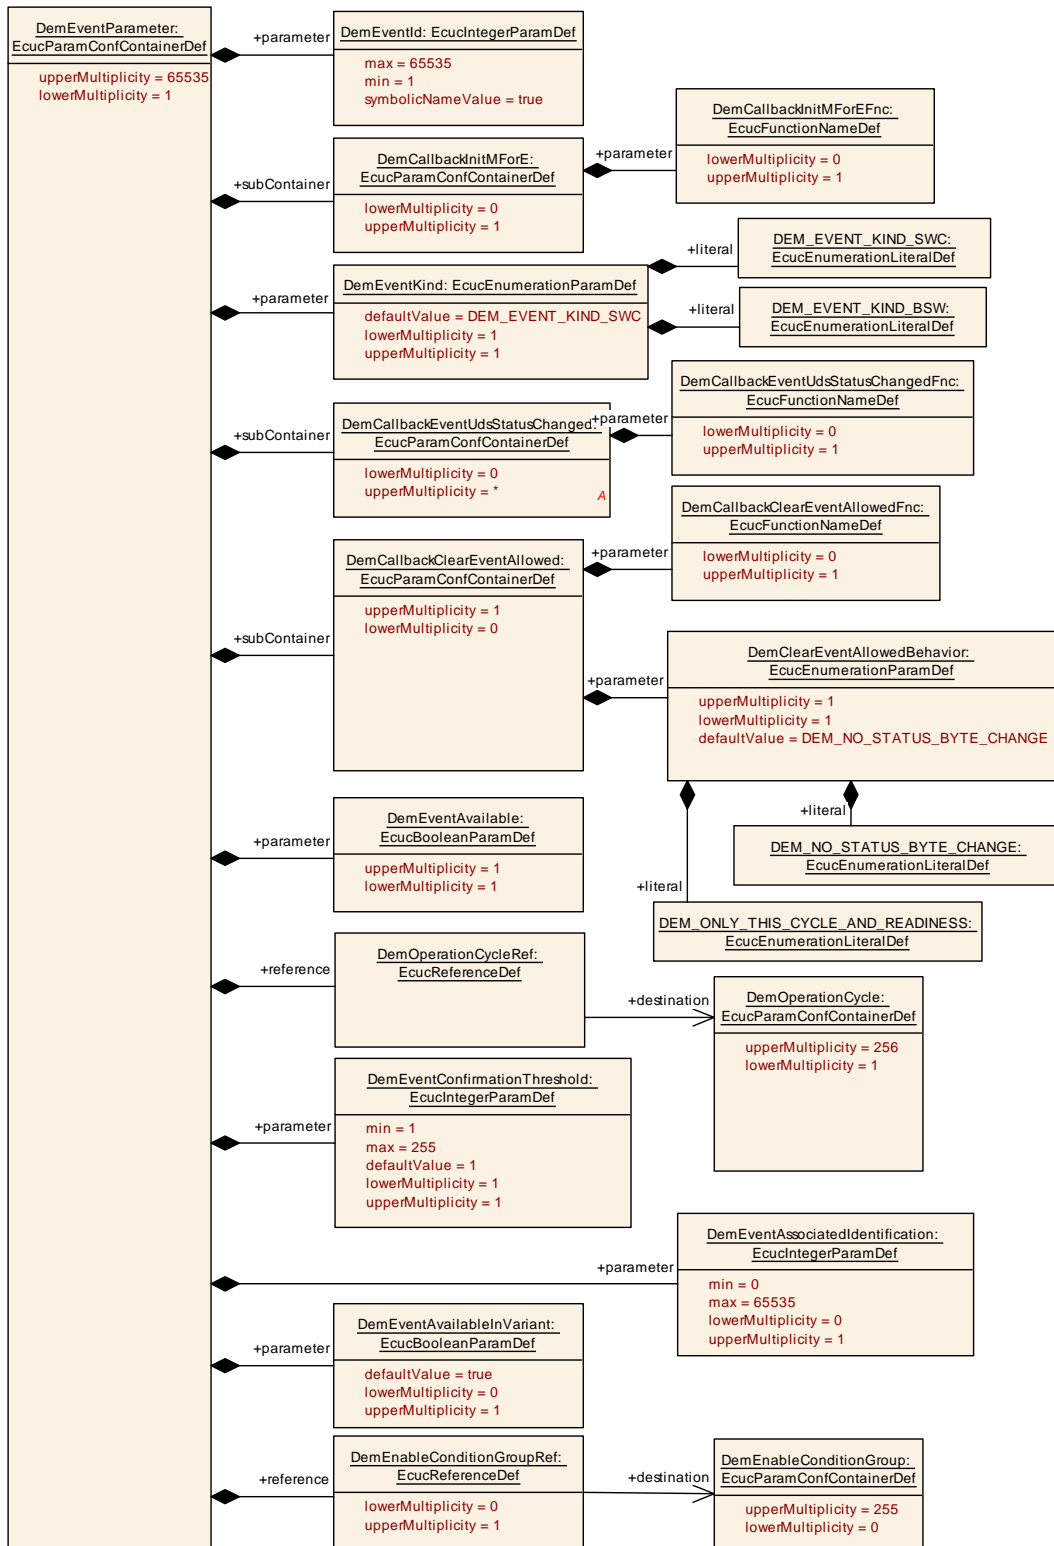 DemEventParameter:
EcucParamConfContainerDef
upperMultiplicity = 65535
lowerMultiplicity = 1
+parameter
DemEventId: EcucIntegerParamDef
max = 65535
min = 1
symbolicNameValue = true
+subContainer
DemCallbackInitMForE:
EcucParamConfContainerDef
lowerMultiplicity = 0
upperMultiplicity = 1
+parameter
DemCallbackInitMForEFnc:
EcucFunctionNameDef
lowerMultiplicity = 0
upperMultiplicity = 1
+parameter
DemEventKind: EcucEnumerationParamDef
defaultValue = DEM_EVENT_KIND_SWC
lowerMultiplicity = 1
upperMultiplicity = 1
+literal
DEM_EVENT_KIND_SWC:
EcucEnumerationLiteralDef
+literal
DEM_EVENT_KIND_BSW:
EcucEnumerationLiteralDef
+subContainer
DemCallbackEventUdsStatusChanged:
EcucParamConfContainerDef
lowerMultiplicity = 0
upperMultiplicity = *
A
+parameter
DemCallbackEventUdsStatusChangedFnc:
EcucFunctionNameDef
lowerMultiplicity = 0
upperMultiplicity = 1
+subContainer
DemCallbackClearEventAllowed:
EcucParamConfContainerDef
upperMultiplicity = 1
lowerMultiplicity = 0
+parameter
DemCallbackClearEventAllowedFnc:
EcucFunctionNameDef
lowerMultiplicity = 0
upperMultiplicity = 1
+parameter
DemClearEventAllowedBehavior:
EcucEnumerationParamDef
upperMultiplicity = 1
lowerMultiplicity = 1
defaultValue = DEM_NO_STATUS_BYTE_CHANGE
+literal
DEM_NO_STATUS_BYTE_CHANGE:
EcucEnumerationLiteralDef
+literal
DEM_ONLY_THIS_CYCLE_AND_READINESS:
EcucEnumerationLiteralDef
+parameter
DemEventAvailable:
EcucBooleanParamDef
upperMultiplicity = 1
lowerMultiplicity = 1
+reference
DemOperationCycleRef:
EcucReferenceDef
+destination
DemOperationCycle:
EcucParamConfContainerDef
upperMultiplicity = 256
lowerMultiplicity = 1
+parameter
DemEventConfirmationThreshold:
EcucIntegerParamDef
min = 1
max = 255
defaultValue = 1
lowerMultiplicity = 1
upperMultiplicity = 1
+parameter
DemEventAssociatedIdentification:
EcucIntegerParamDef
min = 0
max = 65535
lowerMultiplicity = 0
upperMultiplicity = 1
+parameter
DemEventAvailableInVariant:
EcucBooleanParamDef
defaultValue = true
lowerMultiplicity = 0
upperMultiplicity = 1
+reference
DemEnableConditionGroupRef:
EcucReferenceDef
lowerMultiplicity = 0
upperMultiplicity = 1
+destination
DemEnableConditionGroup:
EcucParamConfContainerDef
upperMultiplicity = 255
lowerMultiplicity = 0